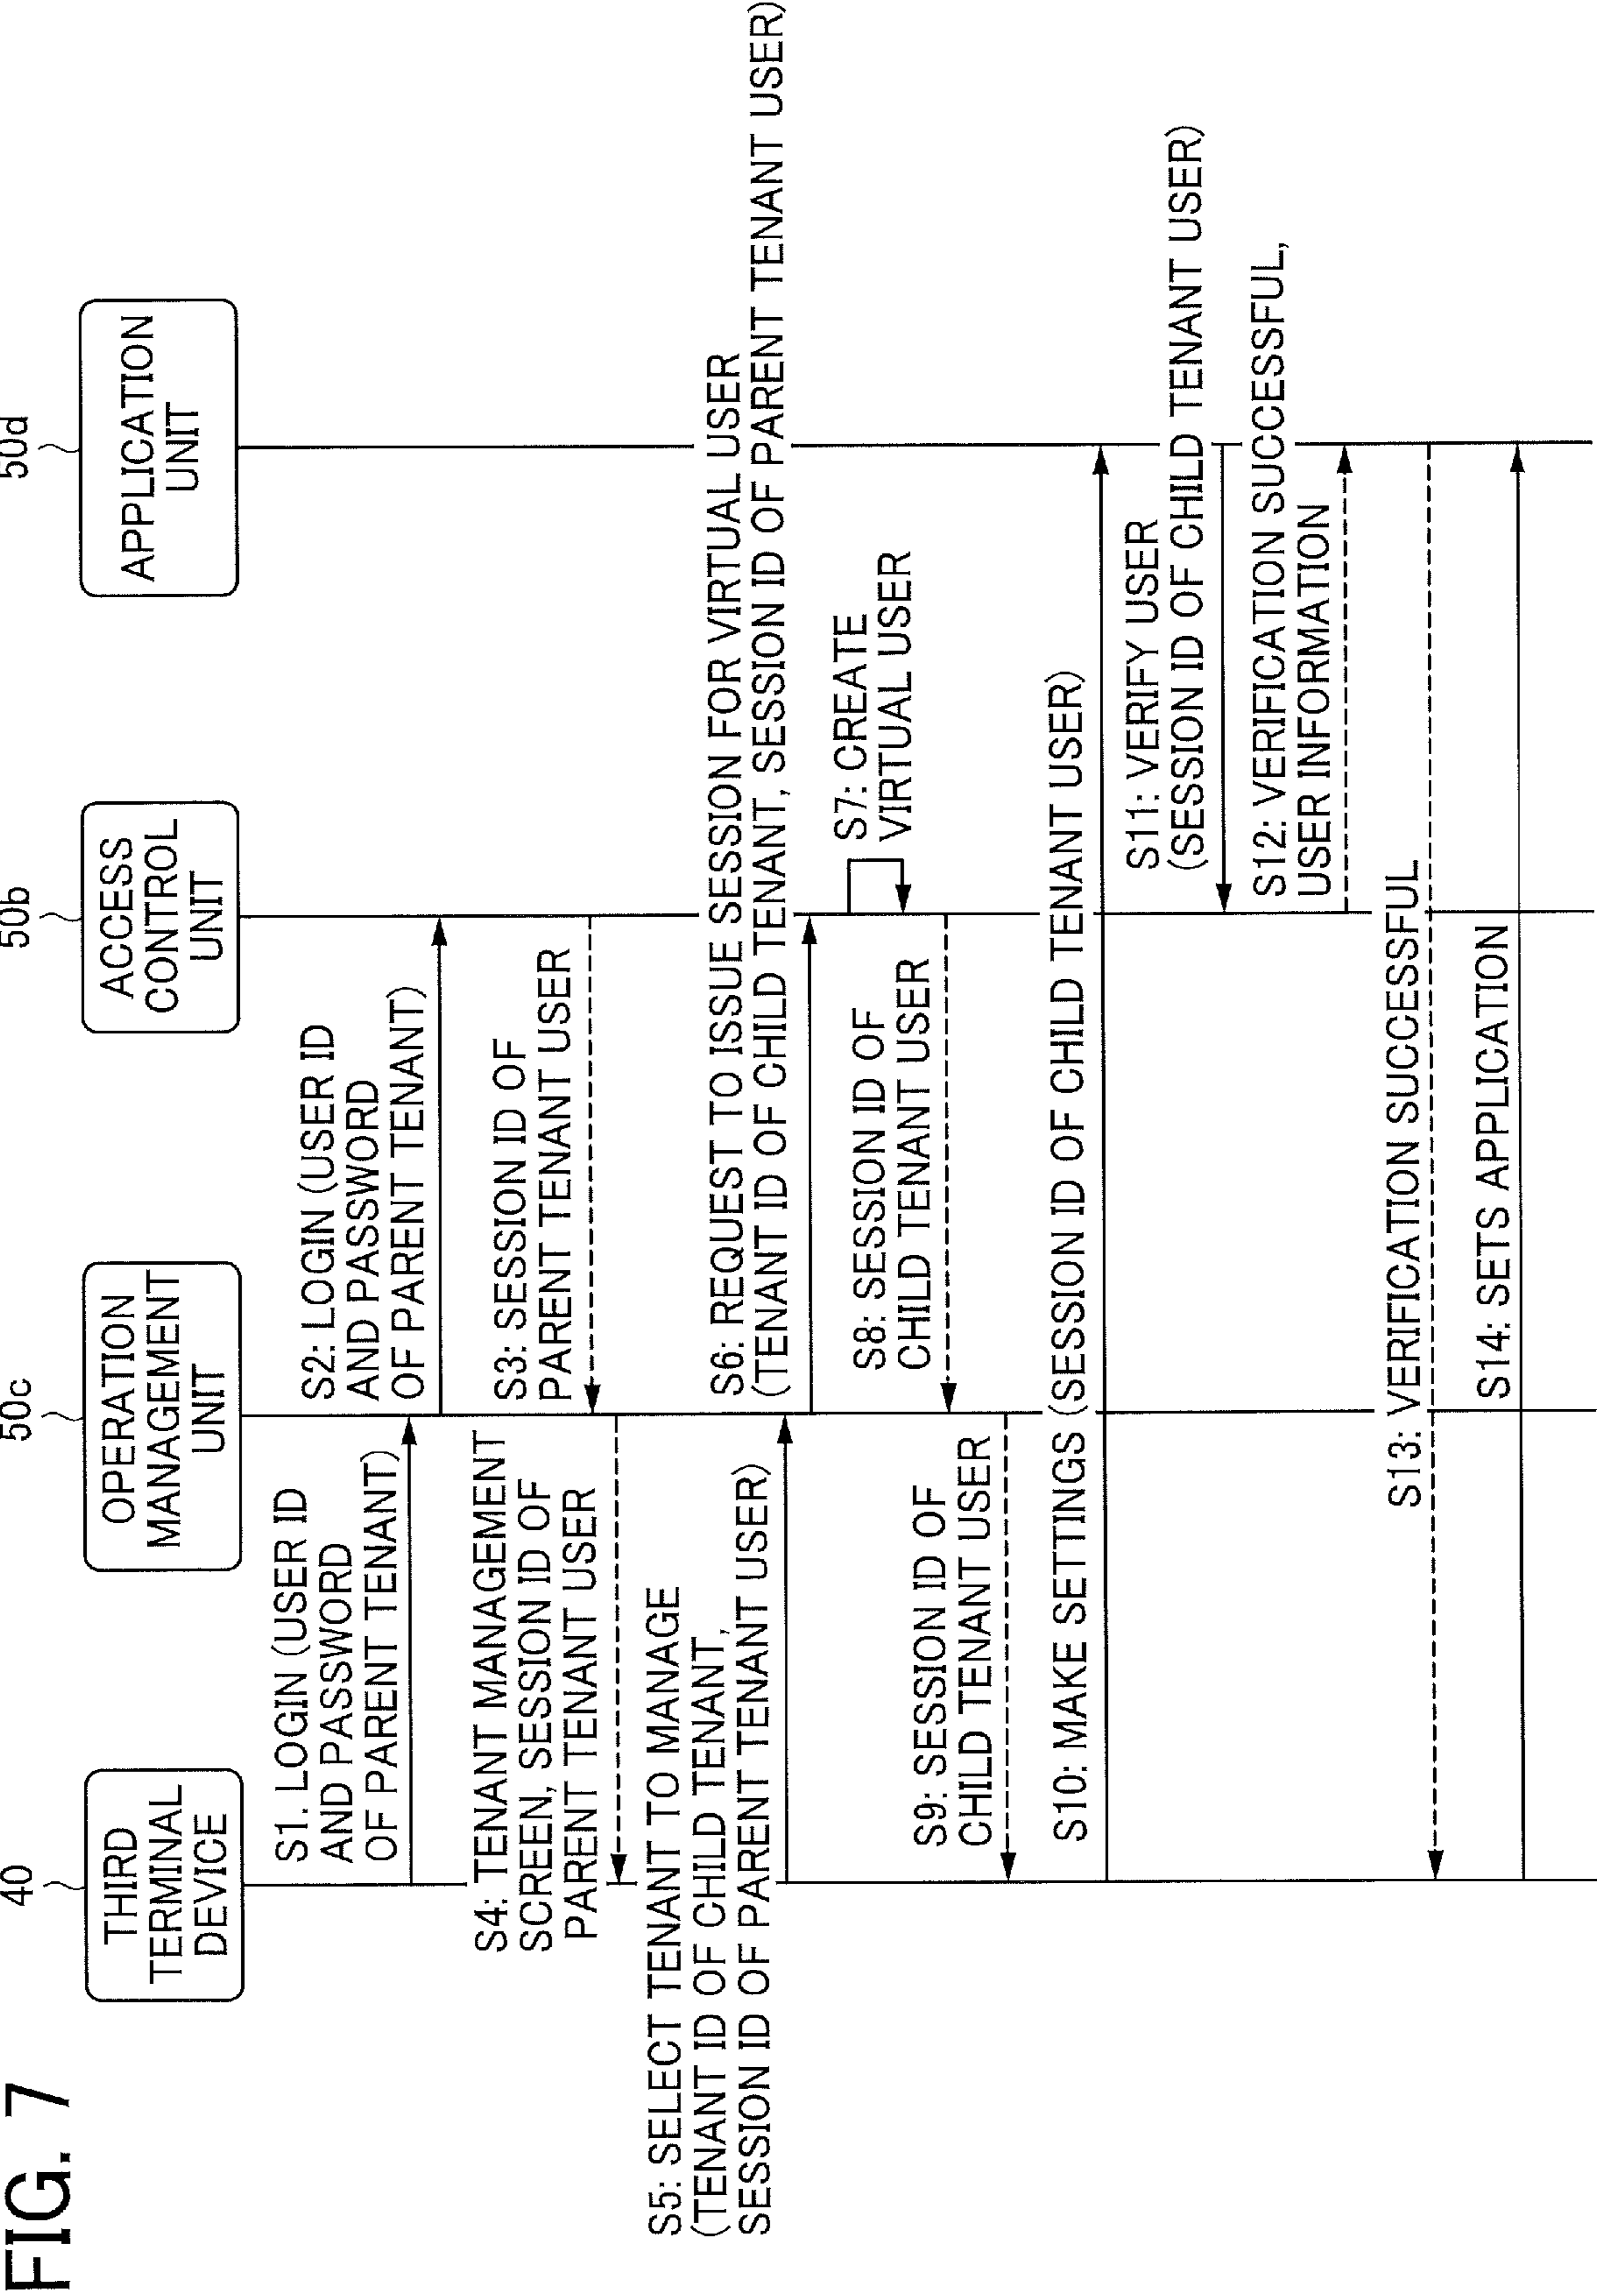 FIG. 7
40
THIRD
TERMINAL
DEVICE
50c
OPERATION
MANAGEMENT
UNIT
50b
ACCESS
CONTROL
UNIT
50d
APPLICATION
UNIT
S1. LOGIN (USER ID
AND PASSWORD
OF PARENT TENANT)
S2: LOGIN (USER ID
AND PASSWORD
OF PARENT TENANT)
S3: SESSION ID OF
PARENT TENANT USER
S4: TENANT MANAGEMENT
SCREEN, SESSION ID OF
PARENT TENANT USER
S5: SELECT TENANT TO MANAGE
(TENANT ID OF CHILD TENANT,
SESSION ID OF PARENT TENANT USER)
S6: REQUEST TO ISSUE SESSION FOR VIRTUAL USER
(TENANT ID OF CHILD TENANT, SESSION ID OF PARENT TENANT USER)
S7: CREATE
VIRTUAL USER
S8: SESSION ID OF
CHILD TENANT USER
S9: SESSION ID OF
CHILD TENANT USER
S10: MAKE SETTINGS (SESSION ID OF CHILD TENANT USER)
S11: VERIFY USER
(SESSION ID OF CHILD TENANT USER)
S12: VERIFICATION SUCCESSFUL,
USER INFORMATION
S13: VERIFICATION SUCCESSFUL
S14: SETS APPLICATION